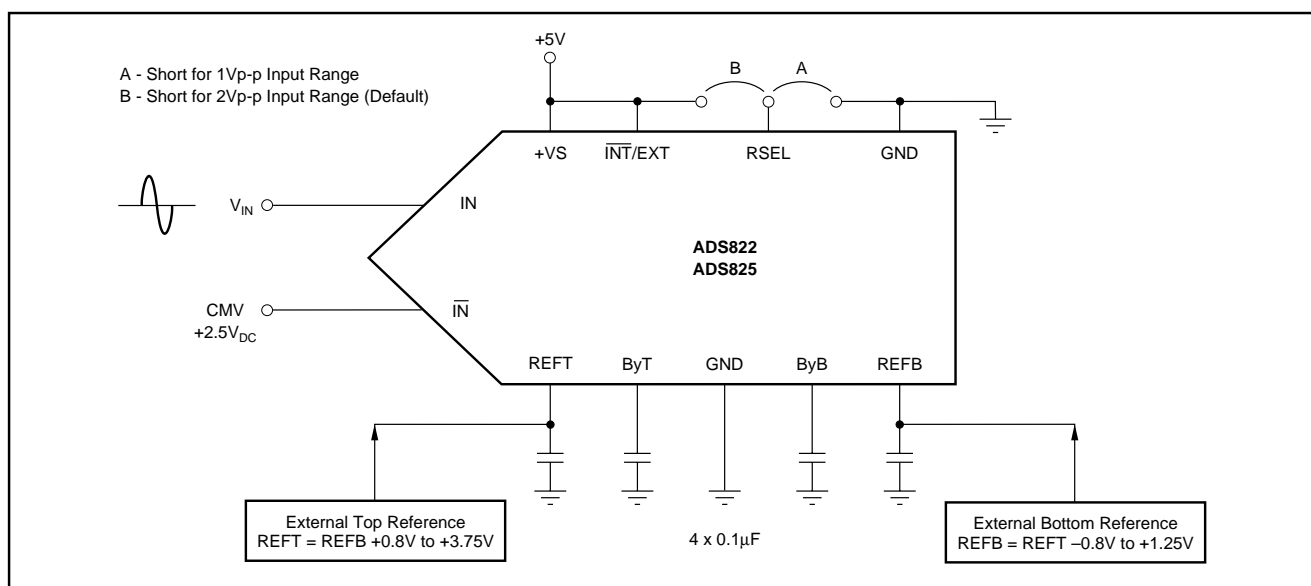 +5V
A - Short for 1Vp-p Input Range
B - Short for 2Vp-p Input Range (Default)
B
A
+VS
INT/EXT
RSEL
GND
VIN
IN
ADS822
ADS825
CMV
+2.5VDC
IN
REFT
ByT
GND
ByB
REFB
External Top Reference
REFT = REFB +0.8V to +3.75V
4 x 0.1µF
External Bottom Reference
REFB = REFT –0.8V to +1.25V